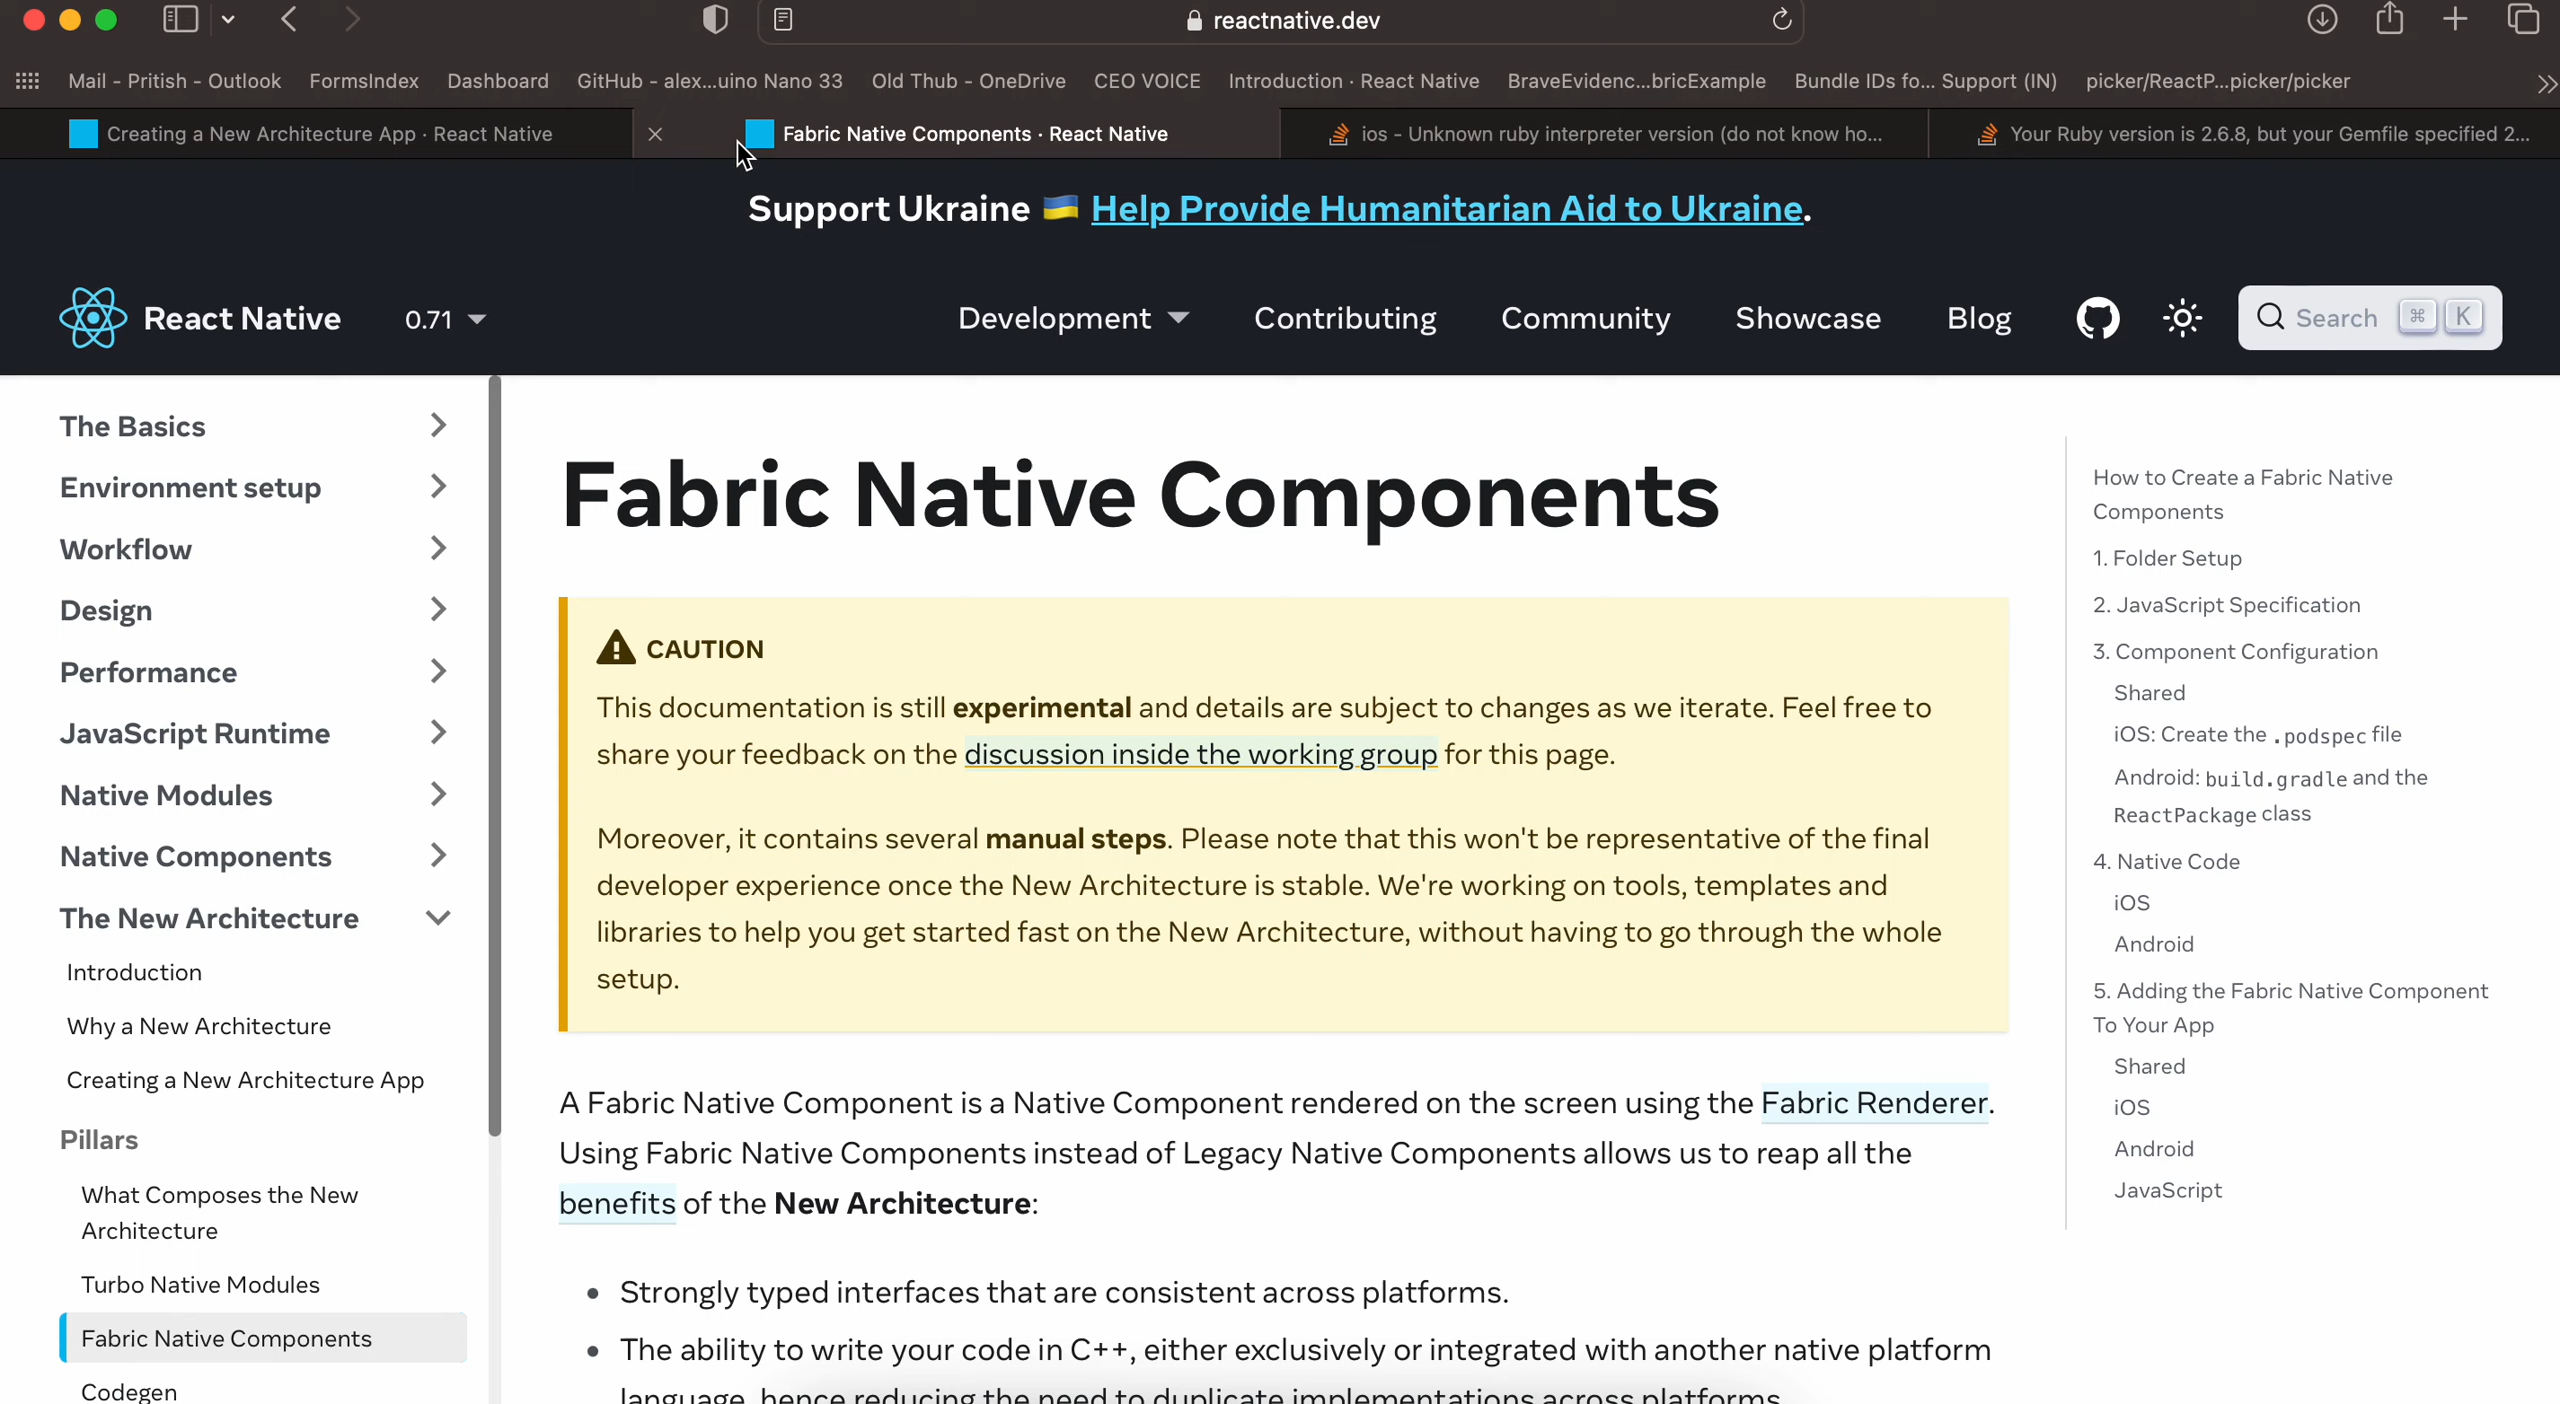 reactnative.dev
Mail - Pritish - Outlook FormsIndex Dashboard GitHub - alex...uino Nano 33 Old Thub - OneDrive CEO VOICE Introduction · React Native BraveEvidenc...bricExample Bundle IDs fo... Support (IN) picker/ReactP...picker/picker
Creating a New Architecture App · React Native
Fabric Native Components · React Native
ios - Unknown ruby interpreter version (do not know ho...
Your Ruby version is 2.6.8, but your Gemfile specified 2...
Support Ukraine 🇺🇦 Help Provide Humanitarian Aid to Ukraine.
React Native 0.71 Development Contributing Community Showcase Blog Search ⌘ K
The Basics
Environment setup
Workflow
Design
Performance
JavaScript Runtime
Native Modules
Native Components
The New Architecture
Introduction
Why a New Architecture
Creating a New Architecture App
Pillars
What Composes the New
Architecture
Turbo Native Modules
Fabric Native Components
Codegen
Fabric Native Components
CAUTION
This documentation is still experimental and details are subject to changes as we iterate. Feel free to
share your feedback on the discussion inside the working group for this page.
Moreover, it contains several manual steps. Please note that this won't be representative of the final
developer experience once the New Architecture is stable. We're working on tools, templates and
libraries to help you get started fast on the New Architecture, without having to go through the whole
setup.
A Fabric Native Component is a Native Component rendered on the screen using the Fabric Renderer.
Using Fabric Native Components instead of Legacy Native Components allows us to reap all the
benefits of the New Architecture:
• Strongly typed interfaces that are consistent across platforms.
• The ability to write your code in C++, either exclusively or integrated with another native platform
language, hence reducing the need to duplicate implementations across platforms.
How to Create a Fabric Native
Components
1. Folder Setup
2. JavaScript Specification
3. Component Configuration
Shared
iOS: Create the .podspec file
Android: build.gradle and the
ReactPackage class
4. Native Code
iOS
Android
5. Adding the Fabric Native Component
To Your App
Shared
iOS
Android
JavaScript